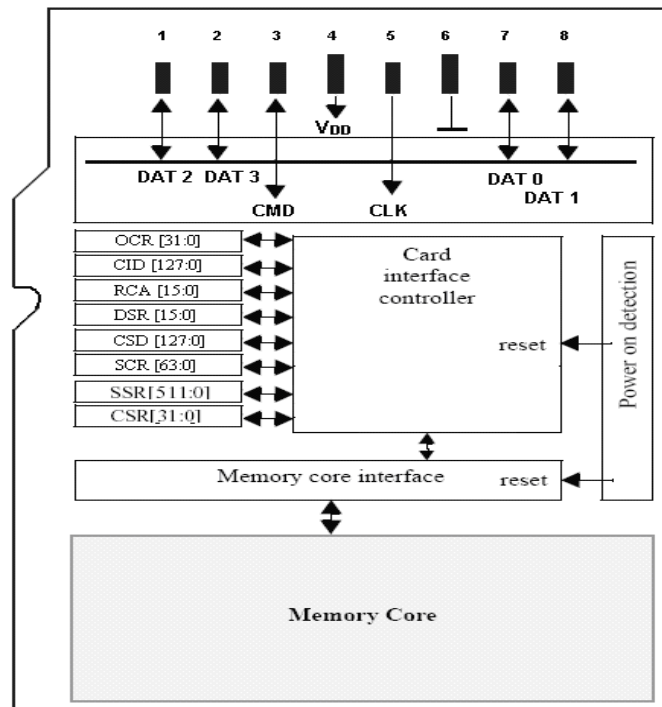 1 2 3 4 5 6 7 8
VDD
DAT 2 DAT 3 DAT 0
DAT 1
CMD CLK
OCR [31:0]
CID [127:0]
RCA [15:0]
DSR [15:0]
CSD [127:0]
SCR [63:0]
SSR[511:0]
CSR[31:0]
Card
interface
controller
reset
Power on detection
Memory core interface reset
Memory Core